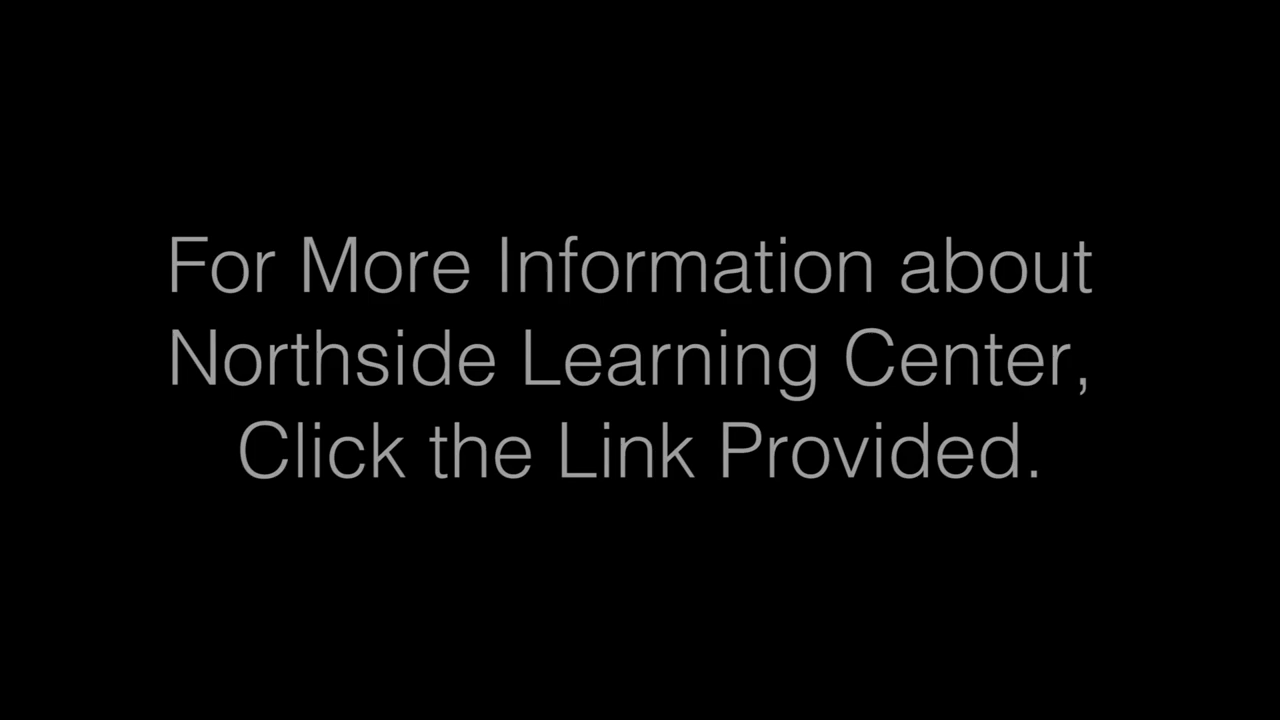 For More Information about
Northside Learning Center,
Click the Link Provided.